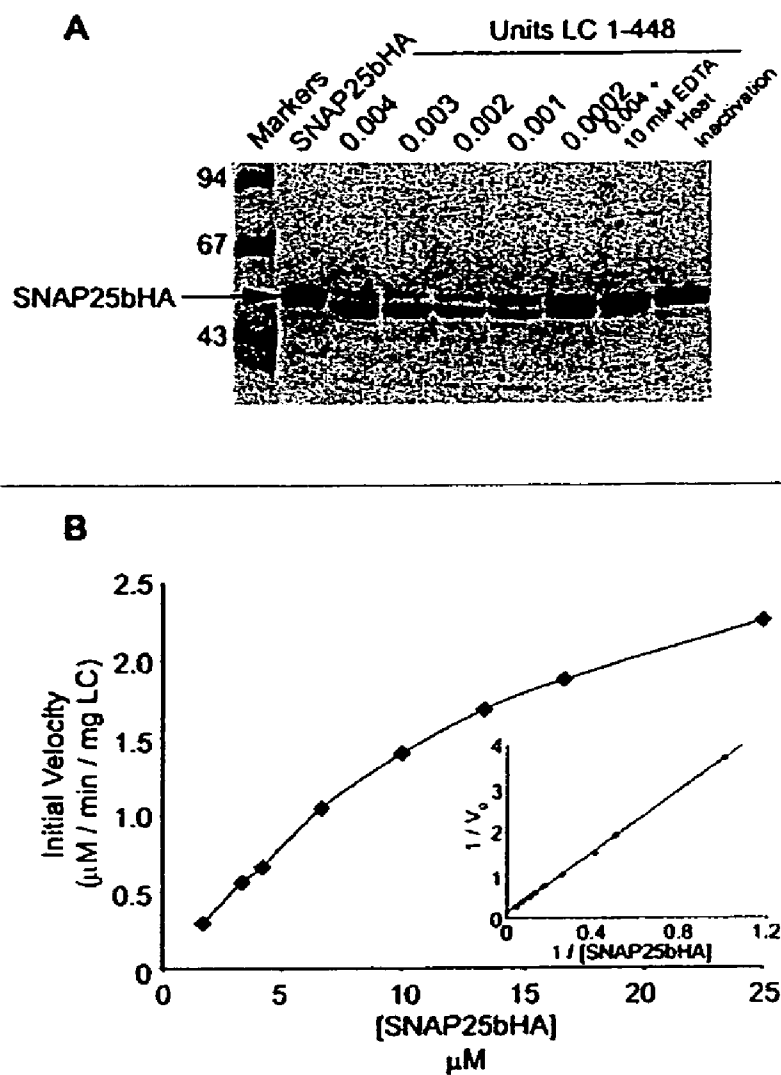 A
Units LC 1-448
Markers
SNAP25bHA
0.004
0.003
0.002
0.001
0.0002
0.004 +
10 mM EDTA
Heat
Inactivation
94
67
SNAP25bHA
43
B
2.5
2.0
1.5
1.0
0.5
0
Initial Velocity
(µM / min / mg LC)
0 5 10 15 20 25
[SNAP25bHA]
µM
4
3
2
1
0
1 / Vo
0 0.4 0.8 1.2
1 / [SNAP25bHA]